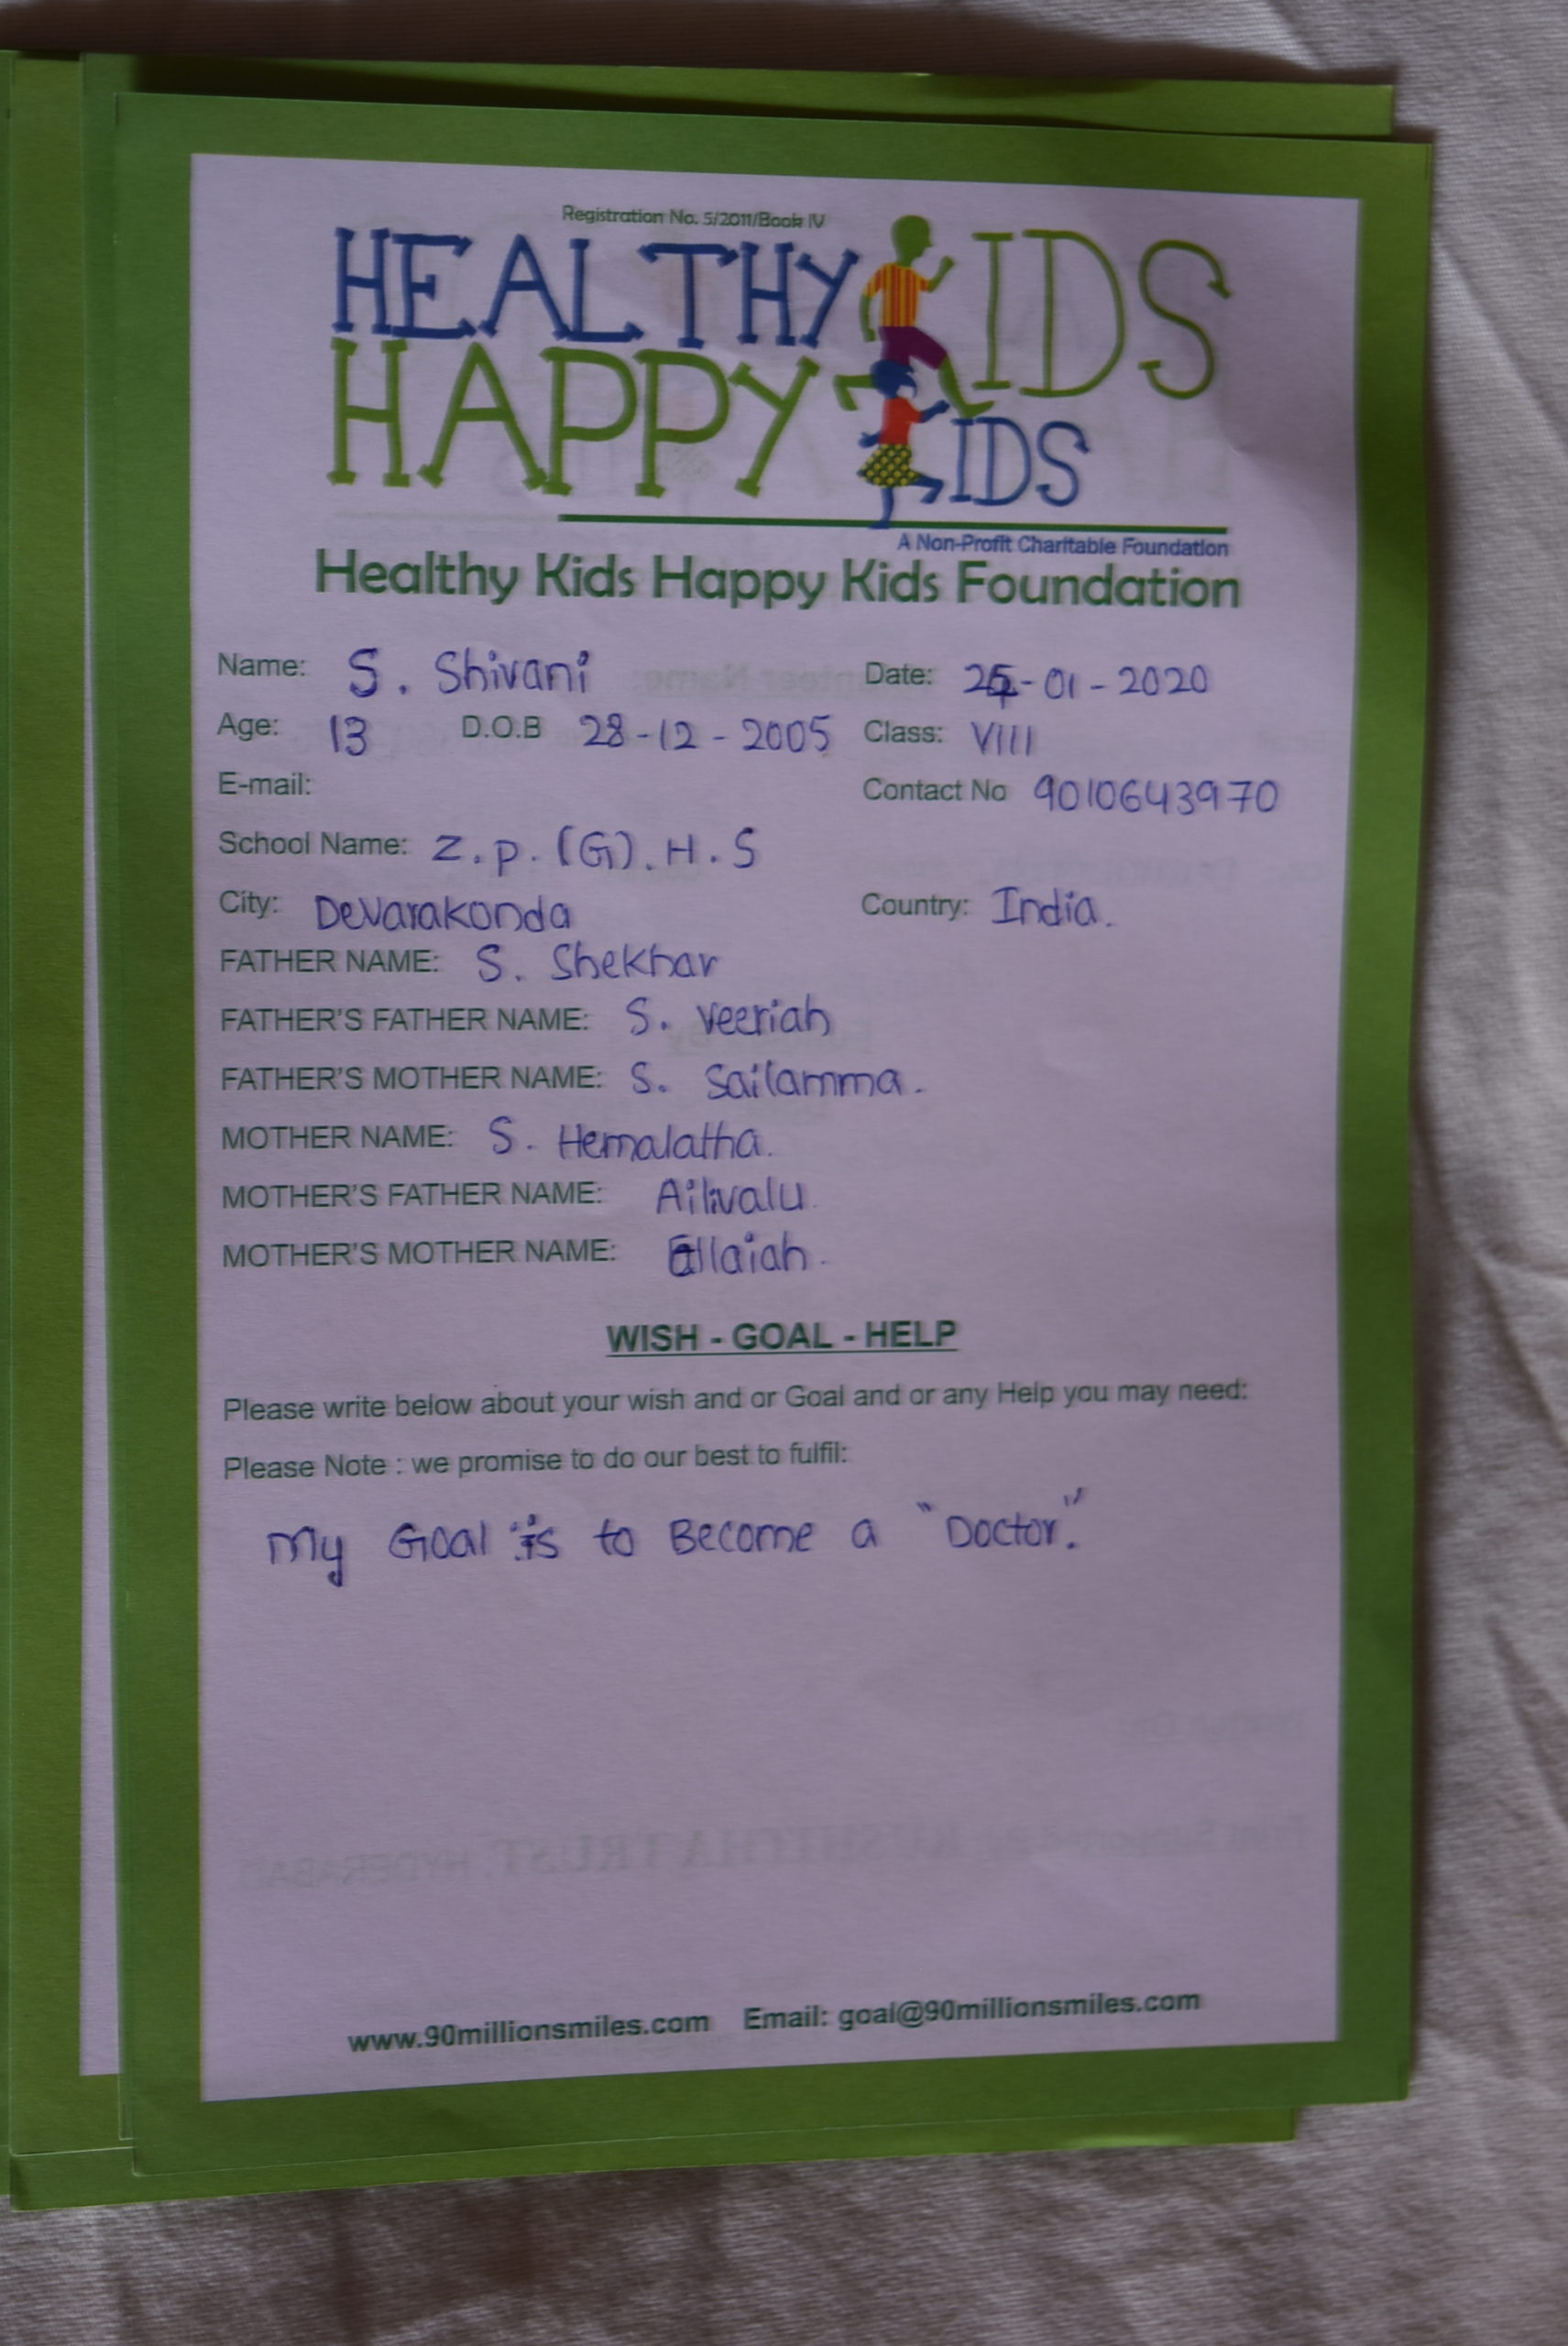 Registration No. 5/2011/Book IV
HEALTHY KIDS
HAPPY KIDS
A Non-Profit Charitable Foundation
Healthy Kids Happy Kids Foundation
Name: S. Shivani Date: 25-01-2020
Age: 13 D.O.B 28-12-2005 Class: VIII
E-mail: Contact No 9010643970
School Name: Z.P.(G).H.S
City: Devarakonda Country: India.
FATHER NAME: S. Shekhar
FATHER'S FATHER NAME: S. Veeriah
FATHER'S MOTHER NAME: S. Sailamma.
MOTHER NAME: S. Hemalatha.
MOTHER'S FATHER NAME:
MOTHER'S MOTHER NAME: Ellaiah.
WISH - GOAL - HELP
Please write below about your wish and or Goal and or any Help you may need:
Please Note : we promise to do our best to fulfil:
My Goal is to Become a "Doctor."
www.90millionsmiles.com Email: goal@90millionsmiles.com